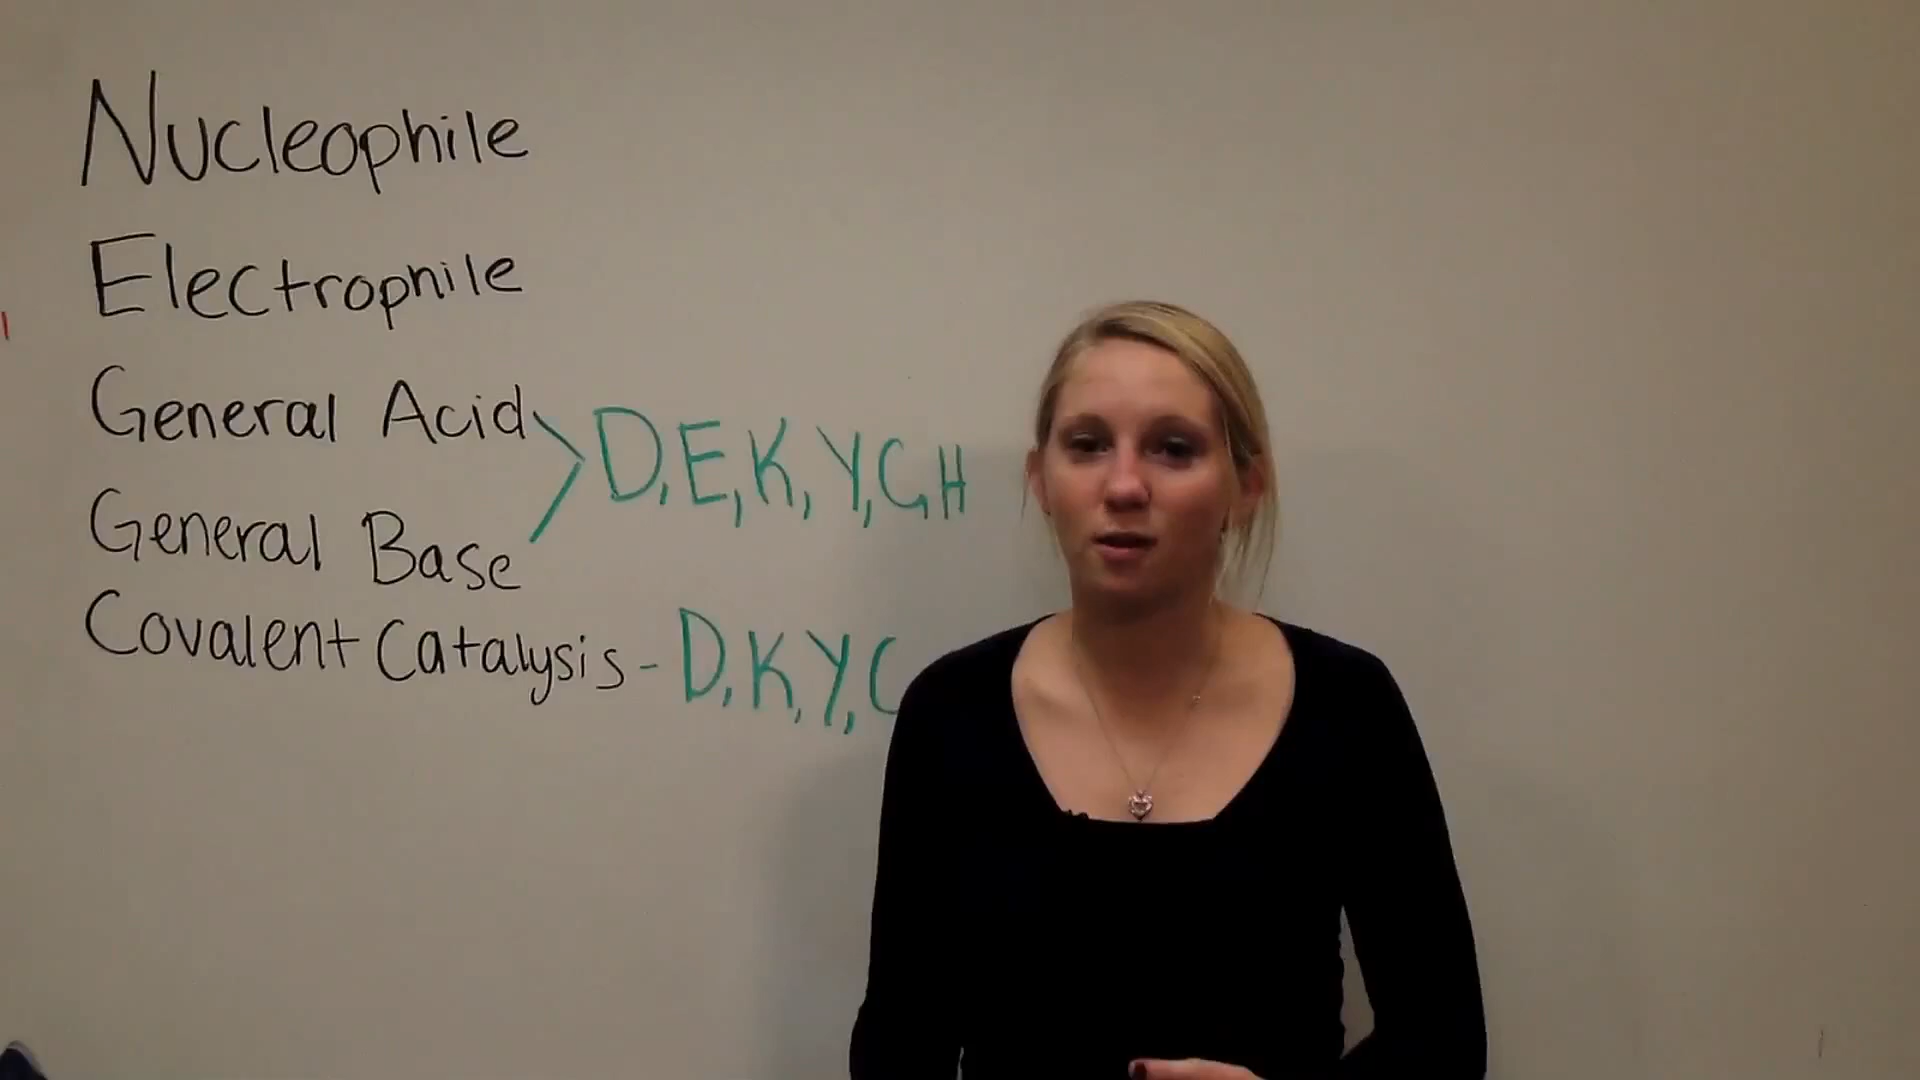 Nucleophile
Electrophile
General Acid
General Base
D, E, K, Y, C, H
Covalent Catalysis - D, K, Y, C